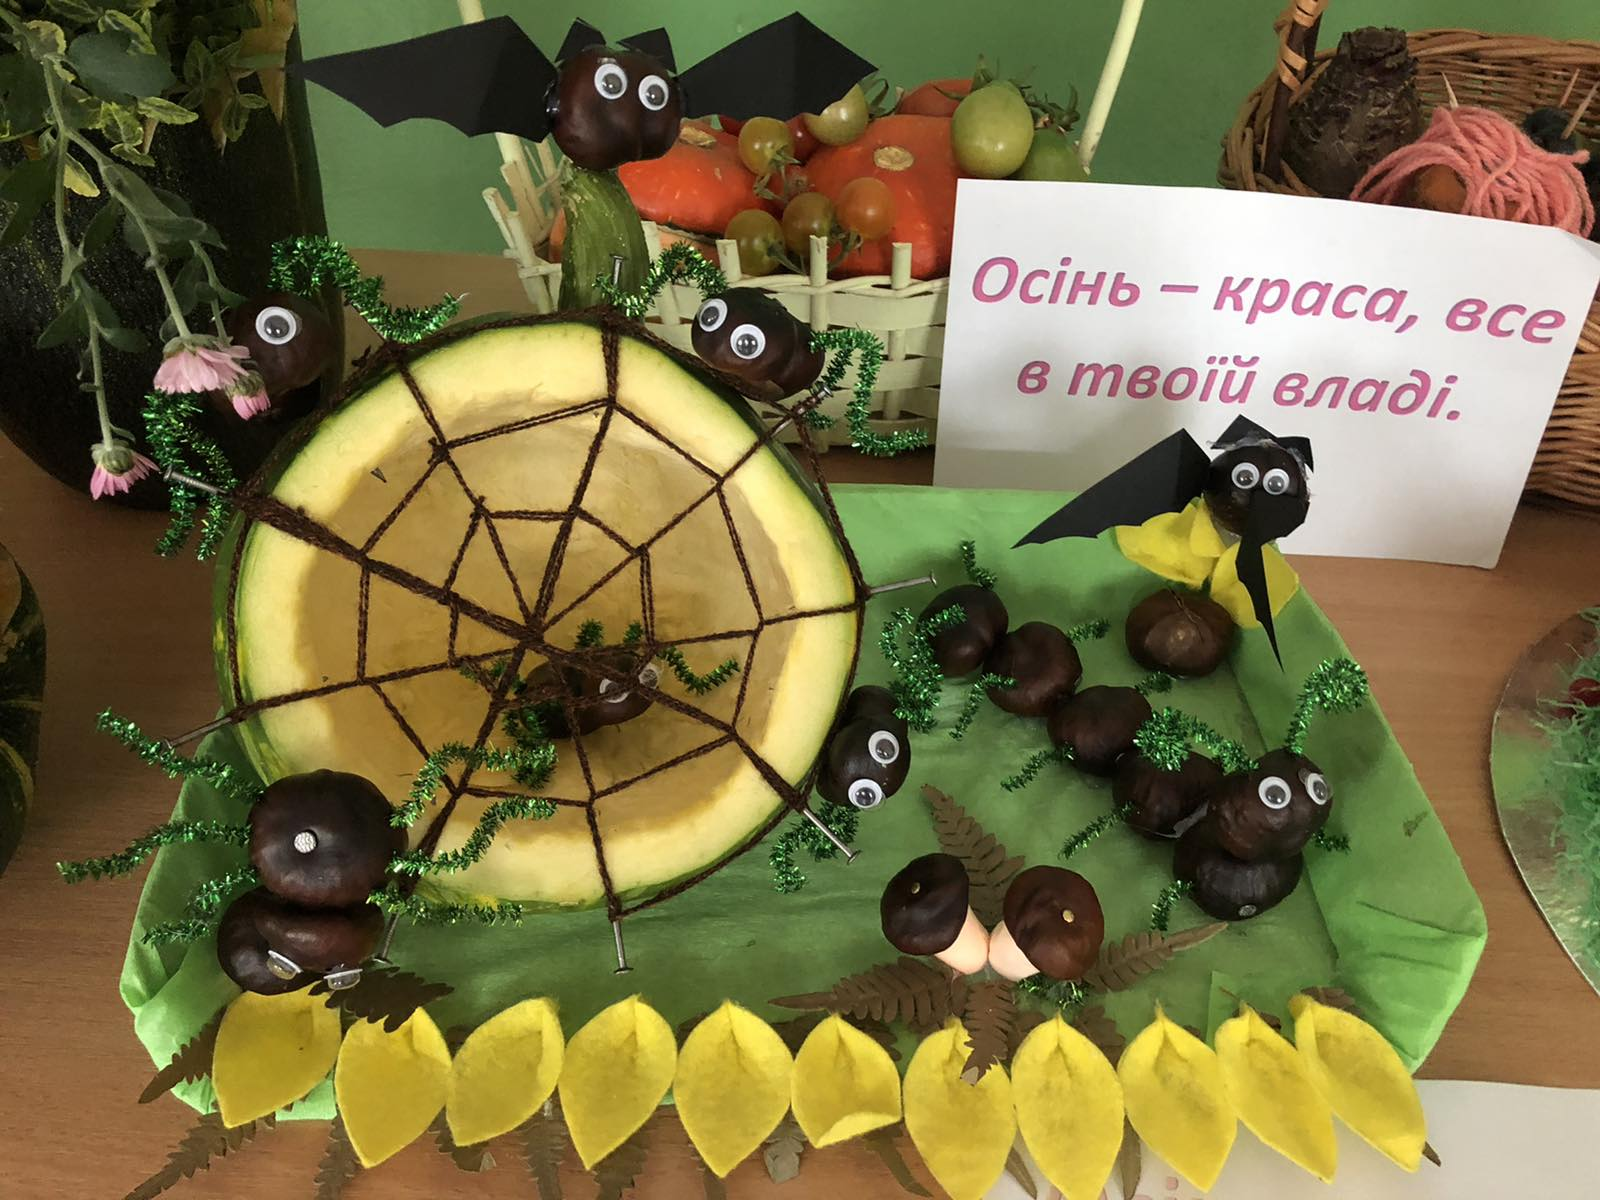 Осінь – краса, все
в твоїй владі.